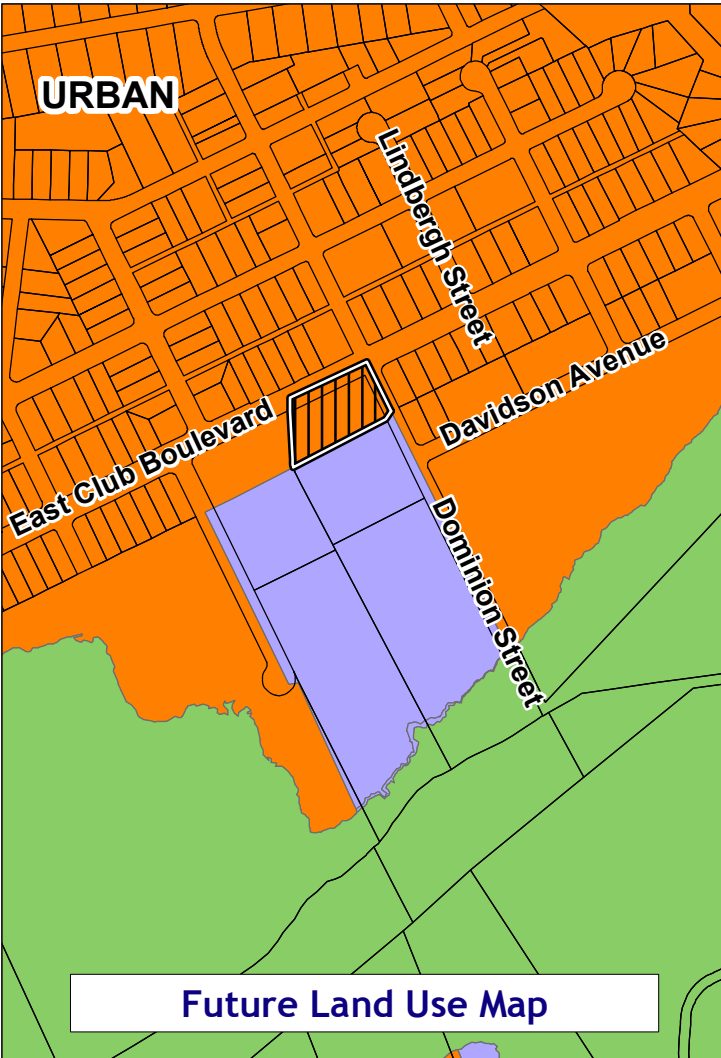 URBAN
Lindbergh Street
Davidson Avenue
East Club Boulevard
Dominion Street
Future Land Use Map